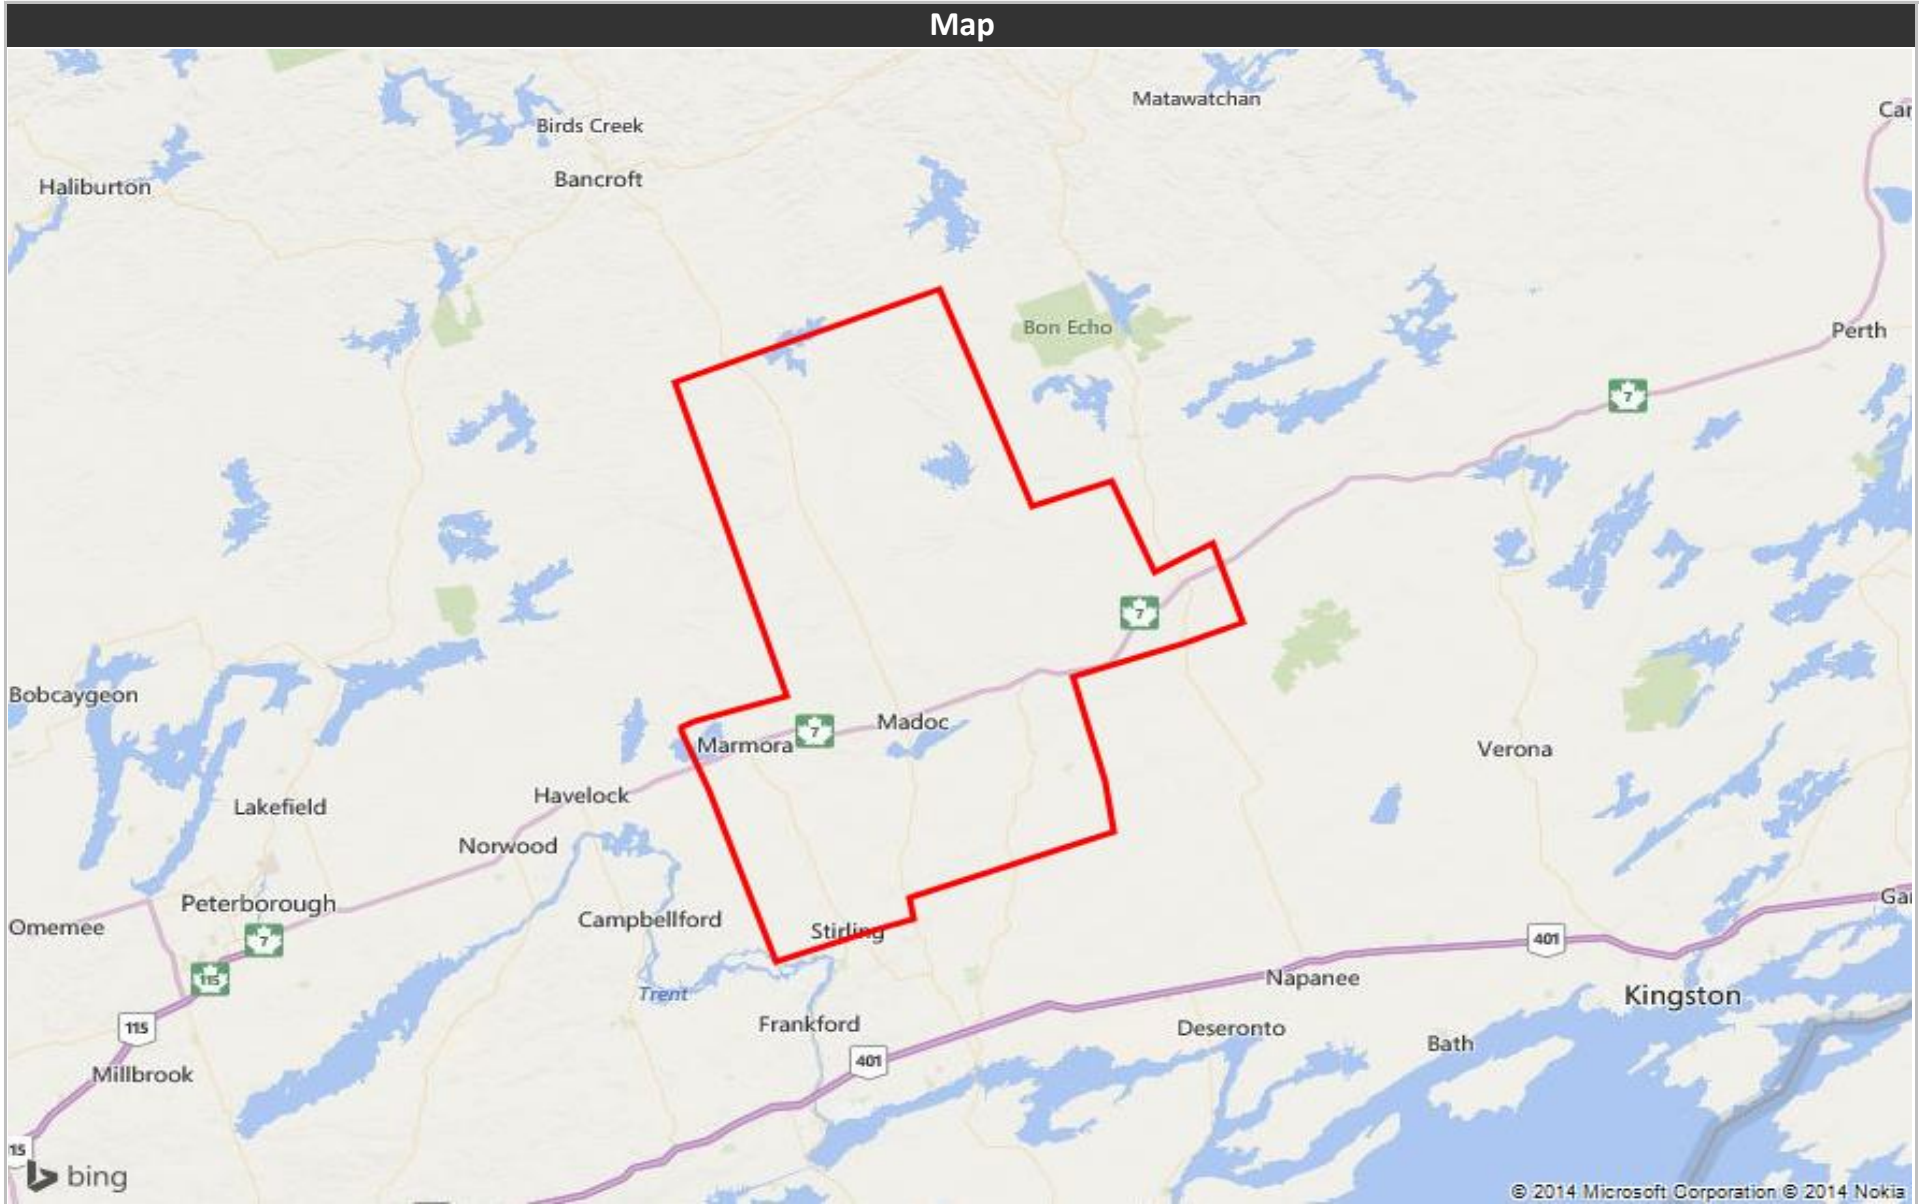 Map
Matawatchan
Car
Birds Creek
Bancroft
Haliburton
Bon Echo
Perth
7
7
Bobcaygeon
Madoc
7
Marmora
Verona
Havelock
Lakefield
Norwood
Peterborough
Gar
Omemee
Campbellford
Stirling
7
401
115
Napanee
Trent
Kingston
Frankford
Deseronto
115
Bath
401
Millbrook
15
bing
© 2014 Microsoft Corporation © 2014 Nokia